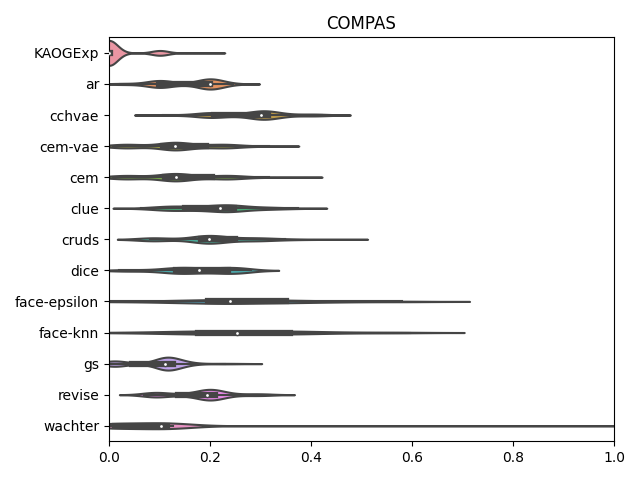 COMPAS
KAOGExp
ar
cchvae
cem-vae
cem
clue
cruds
dice
face-epsilon
face-knn
gs
revise
wachter
0.0 0.2 0.4 0.6 0.8 1.0